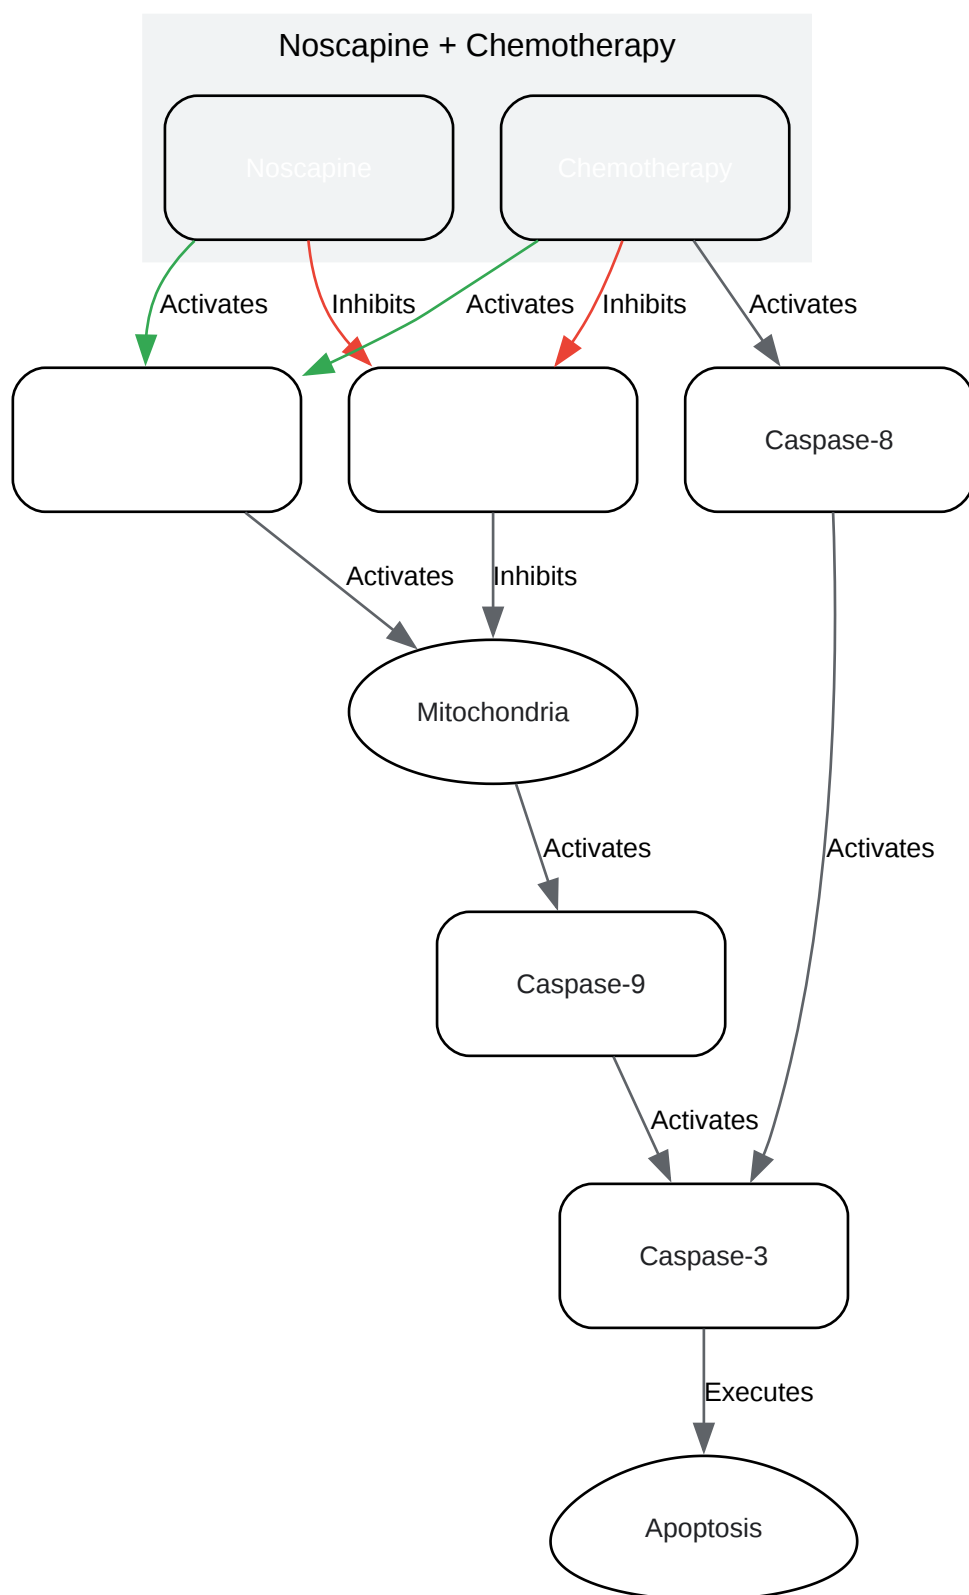 Noscapine + Chemotherapy
Noscapine
Chemotherapy
Activates
Inhibits
Activates
Inhibits
Activates
Caspase-8
Activates
Inhibits
Mitochondria
Activates
Activates
Caspase-9
Activates
Caspase-3
Executes
Apoptosis